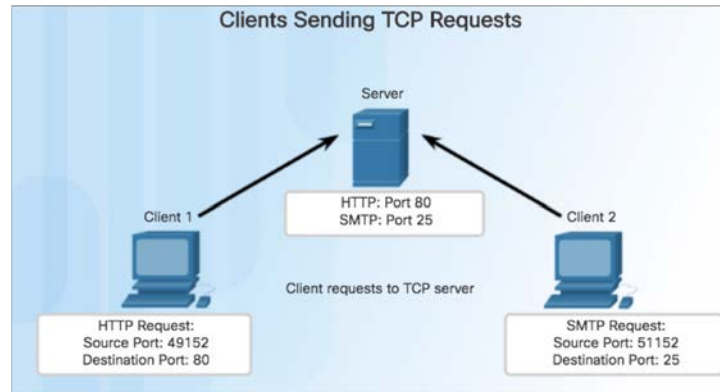 Clients Sending TCP Requests
Server
HTTP: Port 80
SMTP: Port 25
Client 1
Client 2
Client requests to TCP server
HTTP Request:
Source Port: 49152
Destination Port: 80
SMTP Request:
Source Port: 51152
Destination Port: 25